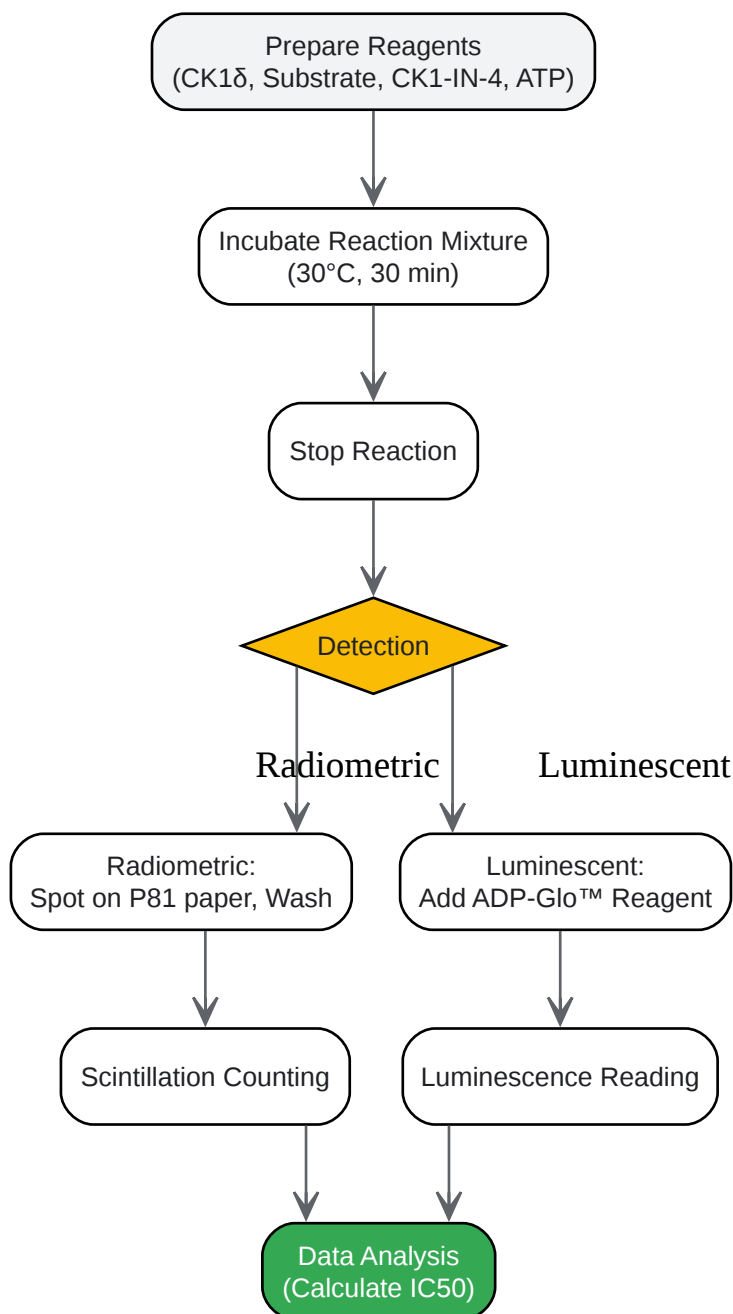 Prepare Reagents
(CK1δ, Substrate, CK1-IN-4, ATP)
Incubate Reaction Mixture
(30°C, 30 min)
Stop Reaction
Detection
Radiometric
Luminescent
Radiometric:
Spot on P81 paper, Wash
Luminescent:
Add ADP-Glo™ Reagent
Scintillation Counting
Luminescence Reading
Data Analysis
(Calculate IC50)